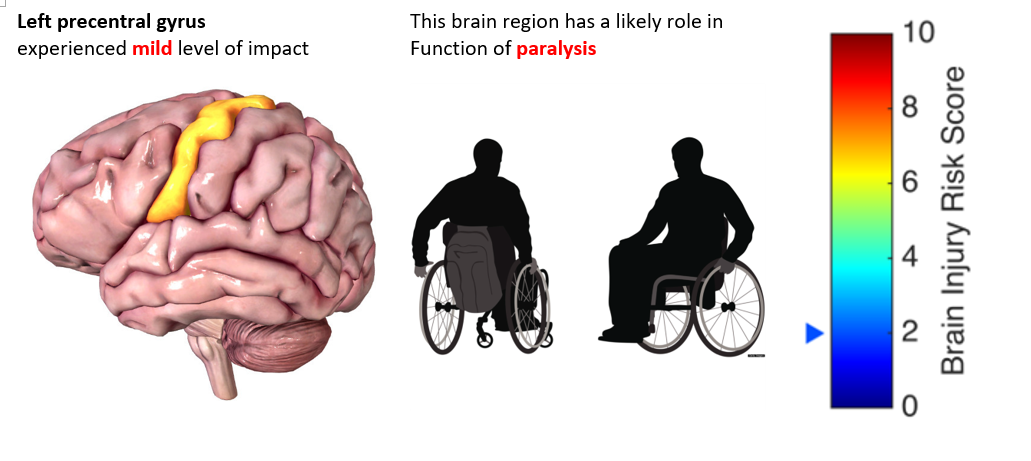 Left precentral gyrus
experienced mild level of impact
This brain region has a likely role in
Function of paralysis
10
8
6
4
2
0
Brain Injury Risk Score